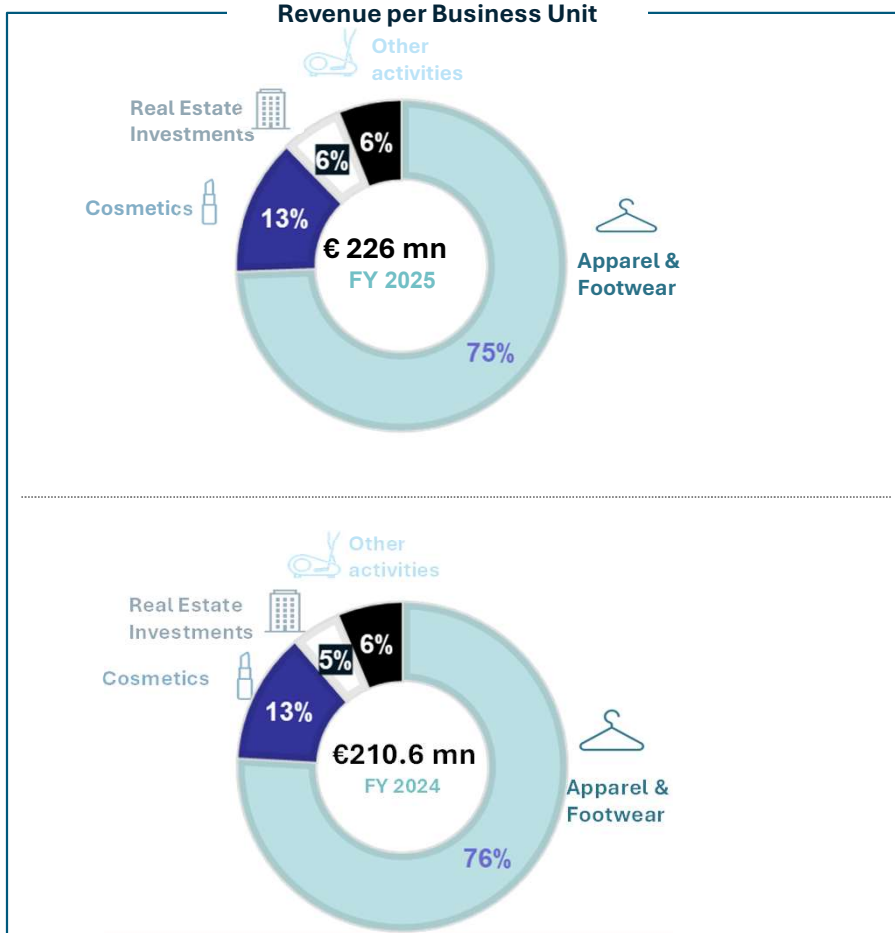 Revenue per Business Unit
Other
activities
Real Estate
Investments
6%
6%
Cosmetics
13%
€ 226 mn
FY 2025
Apparel &
Footwear
75%
Other
activities
Real Estate
Investments
6%
5%
Cosmetics
13%
€210.6 mn
FY 2024
Apparel &
Footwear
76%